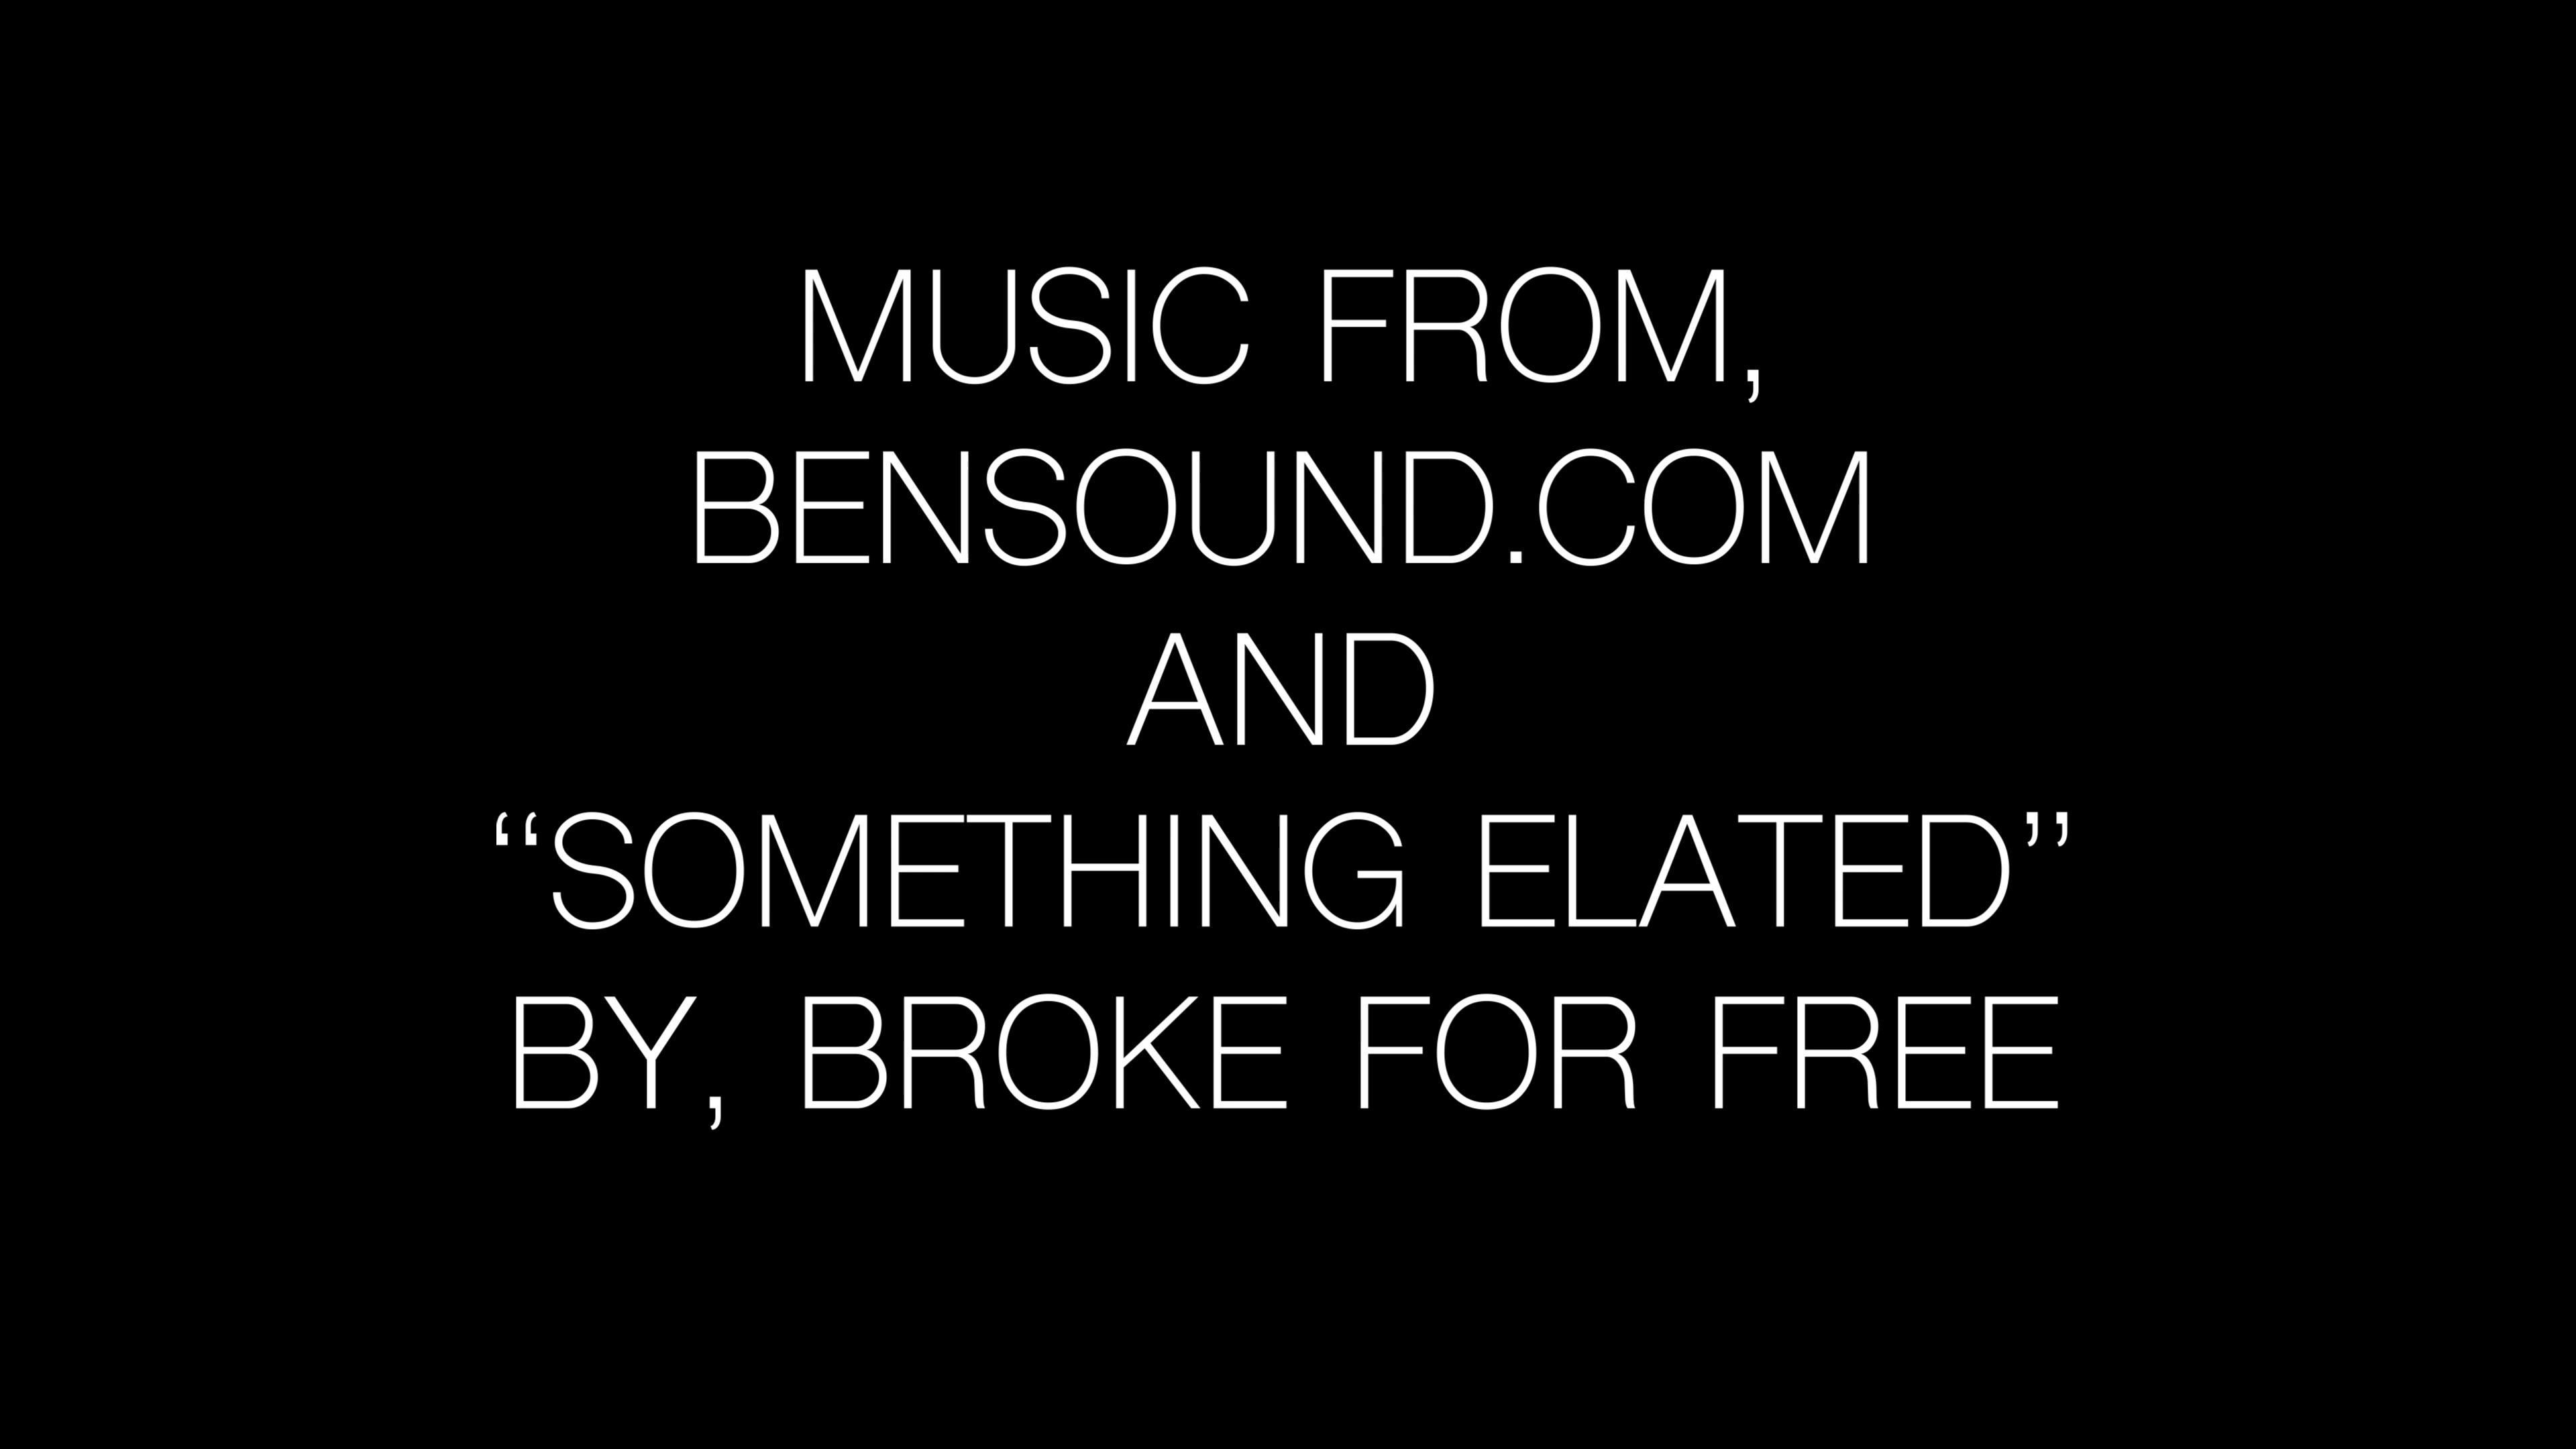 MUSIC FROM,
BENSOUND.COM
AND
“SOMETHING ELATED”
BY, BROKE FOR FREE